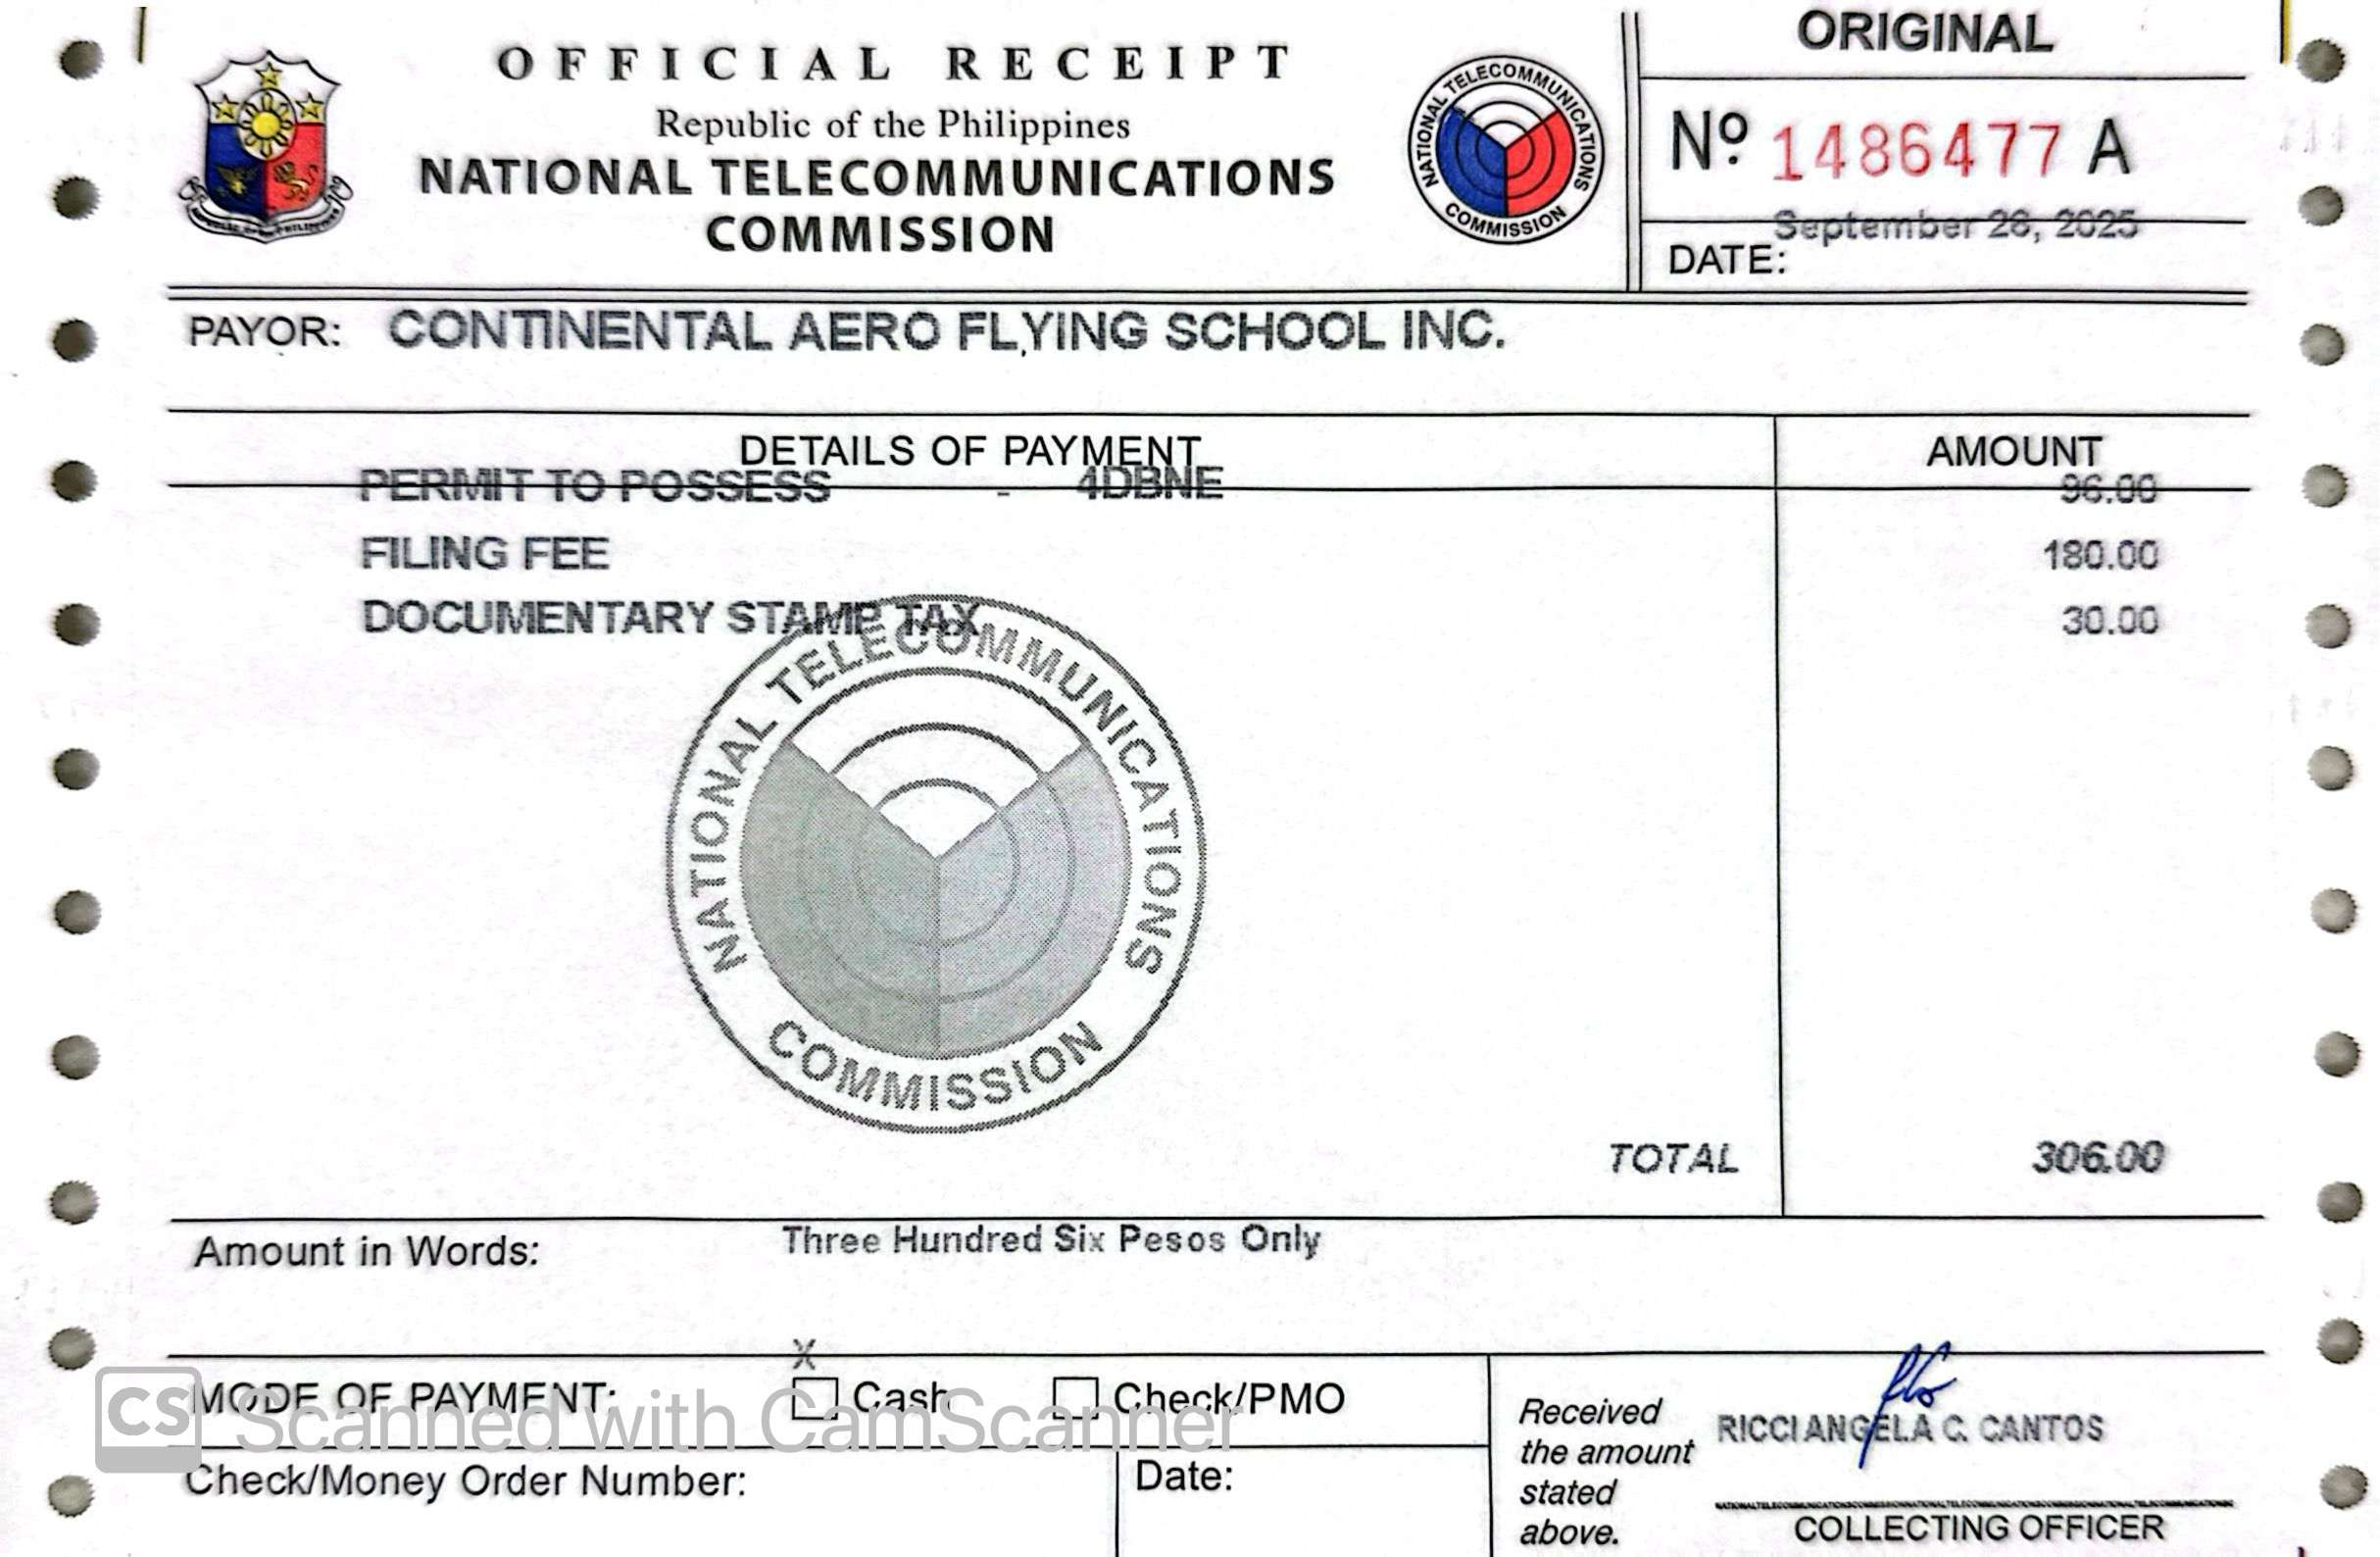 ORIGINAL
OFFICIAL RECEIPT
Republic of the Philippines
NATIONAL TELECOMMUNICATIONS
COMMISSION
NATIONAL TELECOMMUNICATIONS COMMISSION
Nº 1486477 A
DATE: September 26, 2025
PAYOR: CONTINENTAL AERO FLYING SCHOOL INC.
DETAILS OF PAYMENT AMOUNT
PERMIT TO POSSESS - 4DBNE 96.00
FILING FEE 180.00
DOCUMENTARY STAMP TAX 30.00
NATIONAL TELECOMMUNICATIONS COMMISSION
TOTAL 306.00
Amount in Words: Three Hundred Six Pesos Only
X
MODE OF PAYMENT: Cash Check/PMO
CS Scanned with CamScanner
Check/Money Order Number: Date:
Received
the amount
stated
above.
RICCI ANGELA C. CANTOS
COLLECTING OFFICER